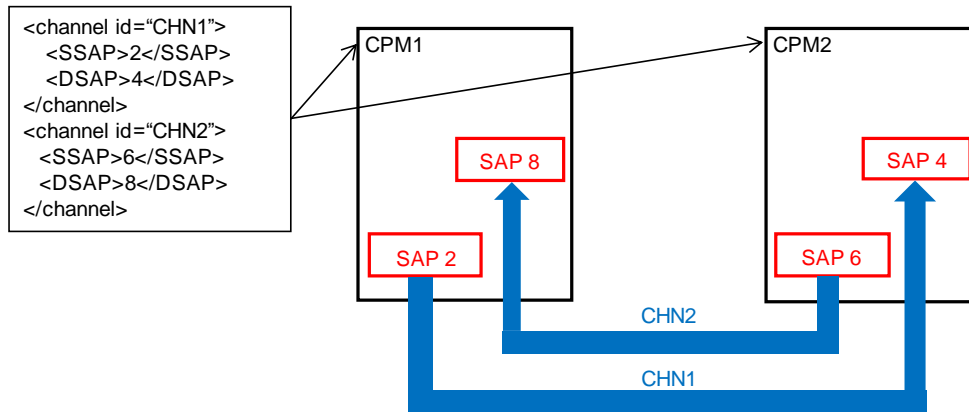 <channel id=“CHN1”>
<SSAP>2</SSAP>
<DSAP>4</DSAP>
</channel>
<channel id=“CHN2”>
<SSAP>6</SSAP>
<DSAP>8</DSAP>
</channel>
CPM1
CPM2
SAP 8
SAP 4
SAP 2
SAP 6
CHN2
CHN1